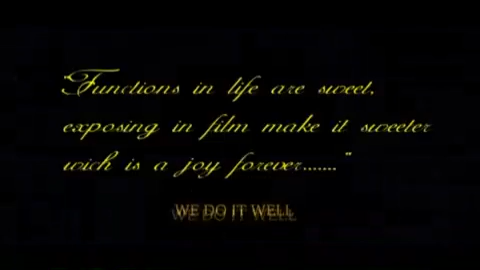 "Functions in life are sweet,
exposing in film make it sweeter
wich is a joy forever......."
WE DO IT WELL